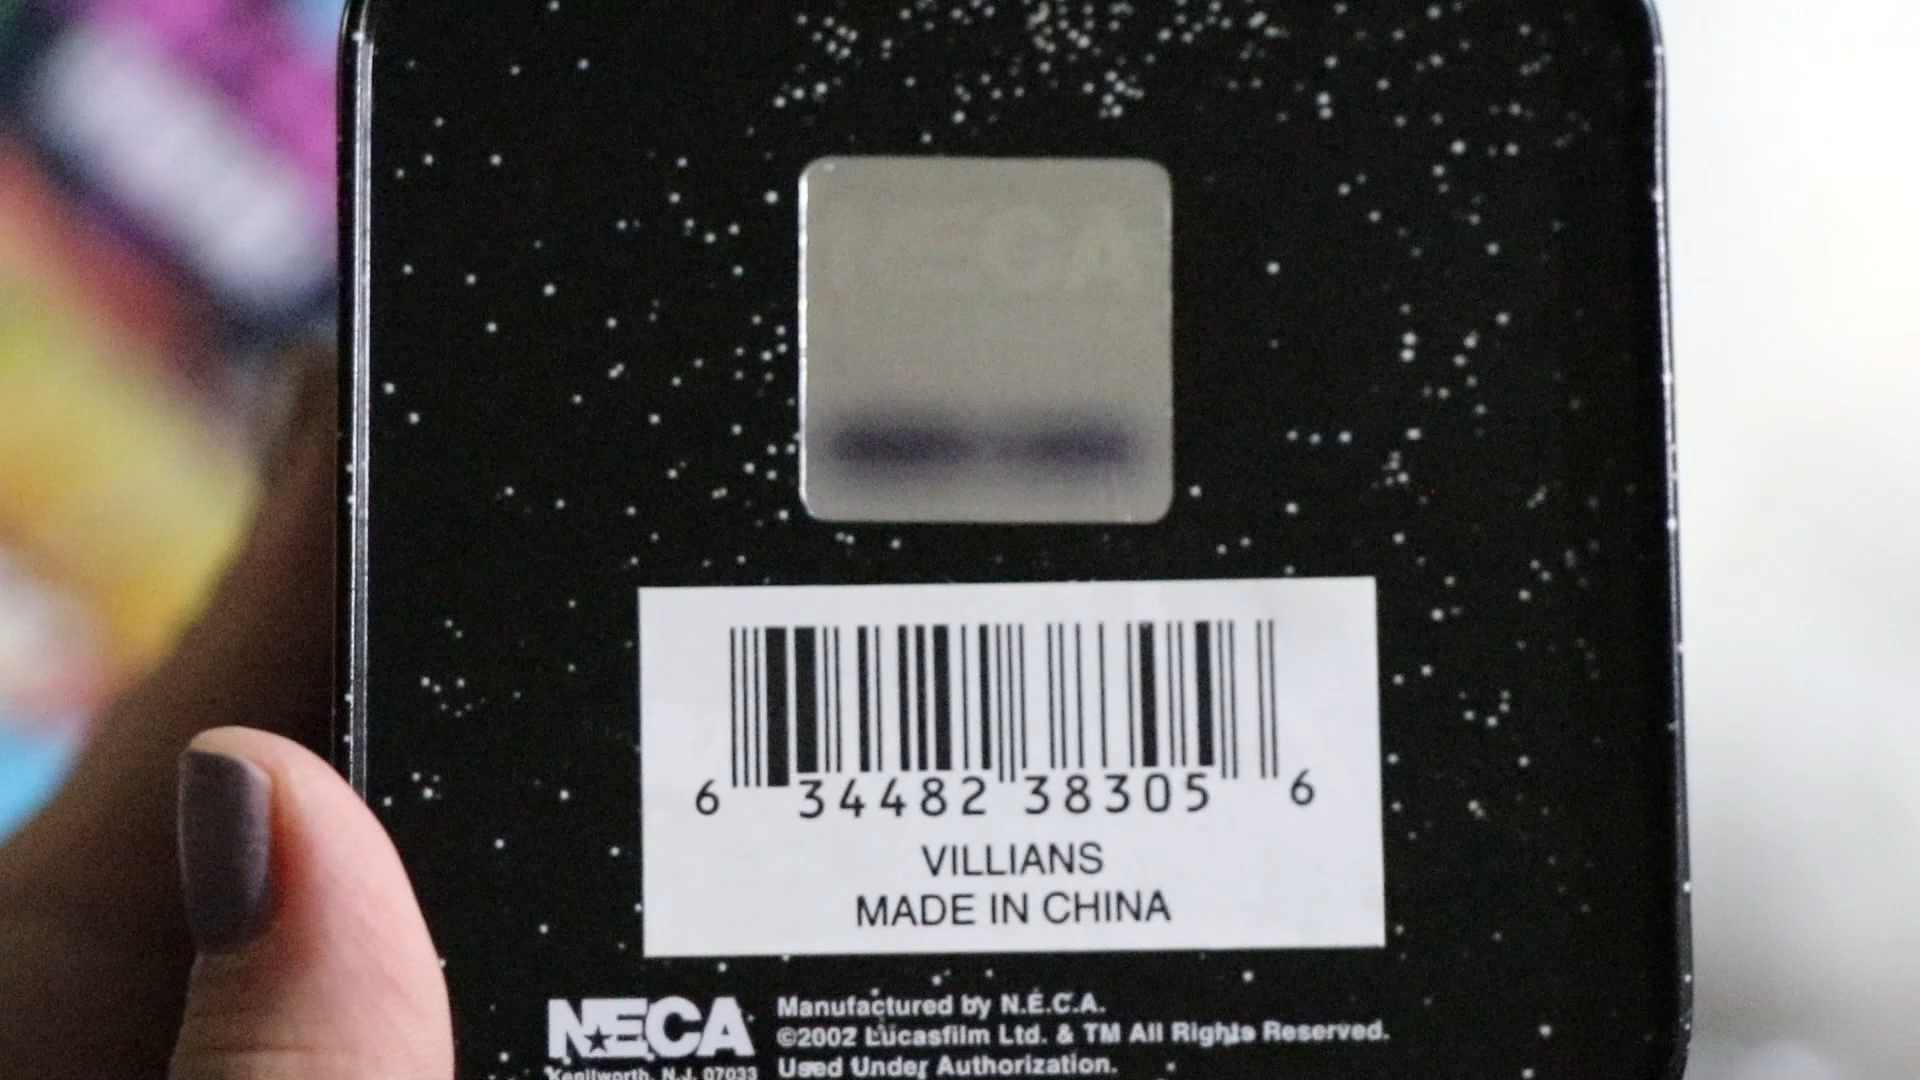 NECA
6 34482 38305 6
VILLIANS
MADE IN CHINA
NECA
Kenilworth, N.J. 07033
Manufactured by N.E.C.A.
©2002 Lucasfilm Ltd. & TM All Rights Reserved.
Used Under Authorization.